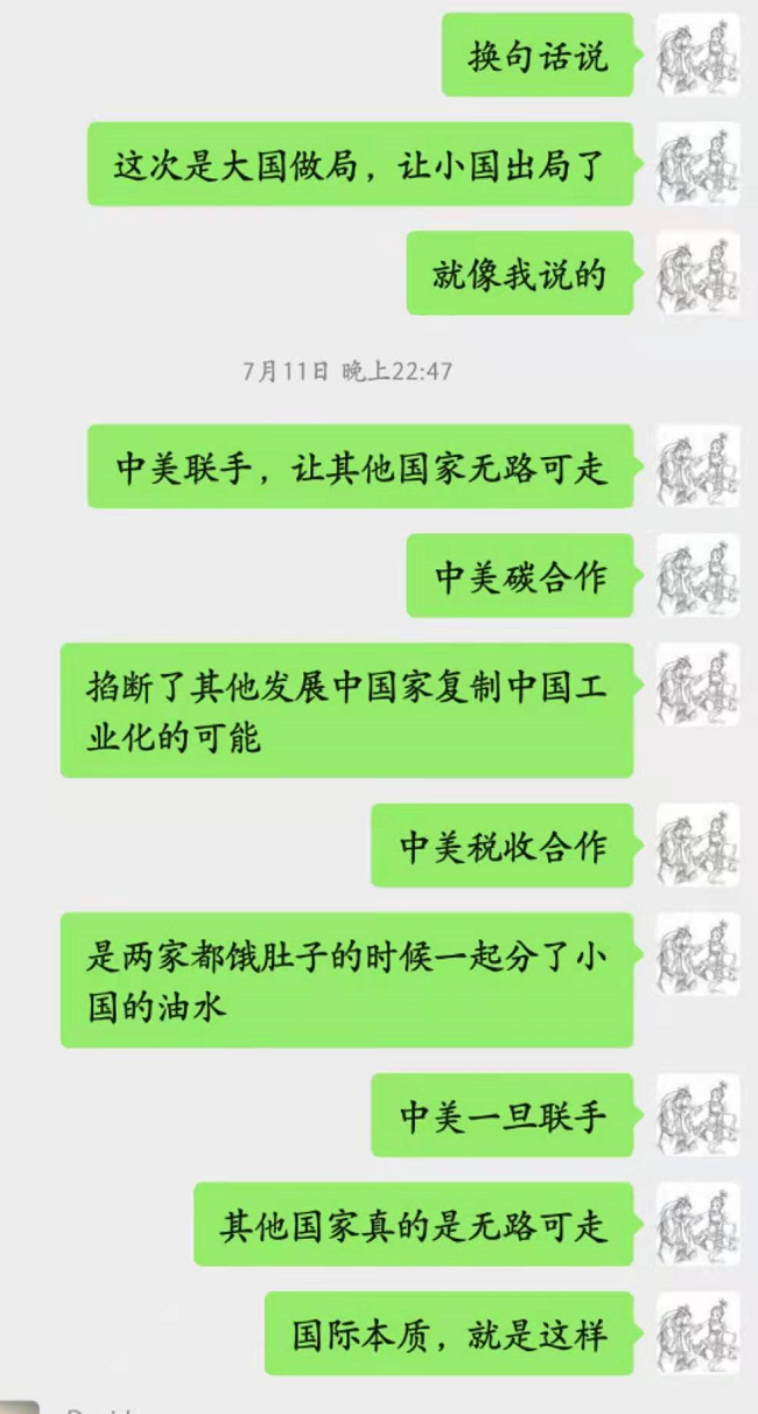 换句话说
这次是大国做局，让小国出局了
就像我说的
7月11日 晚上22:47
中美联手，让其他国家无路可走
中美碳合作
掐断了其他发展中国家复制中国工
业化的可能
中美税收合作
是两家都饿肚子的时候一起分了小
国的油水
中美一旦联手
其他国家真的是无路可走
国际本质，就是这样